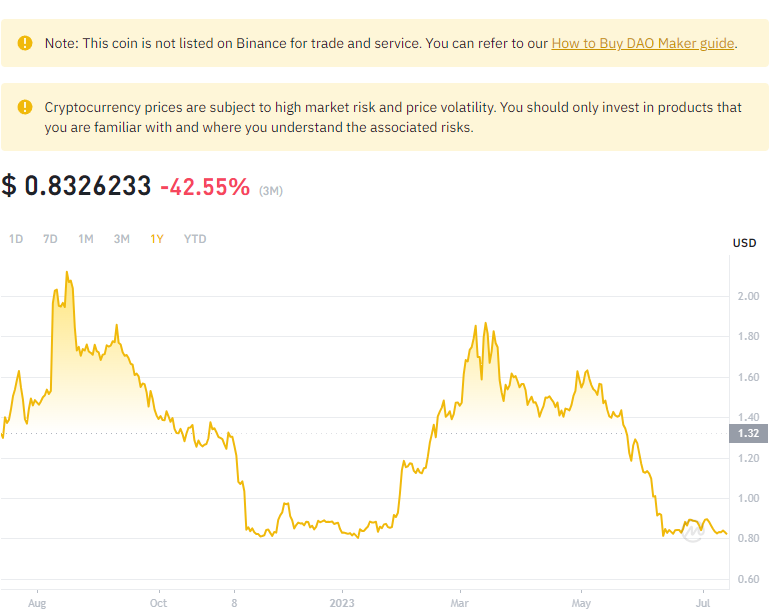 Note: This coin is not listed on Binance for trade and service. You can refer to our How to Buy DAO Maker guide.
Cryptocurrency prices are subject to high market risk and price volatility. You should only invest in products that
you are familiar with and where you understand the associated risks.
$ 0.8326233 -42.55% (3M)
1D 7D 1M 3M 1Y YTD
USD
2.00
1.80
1.60
1.40
1.32
1.20
1.00
0.80
0.60
Aug Oct 8 2023 Mar May Jul